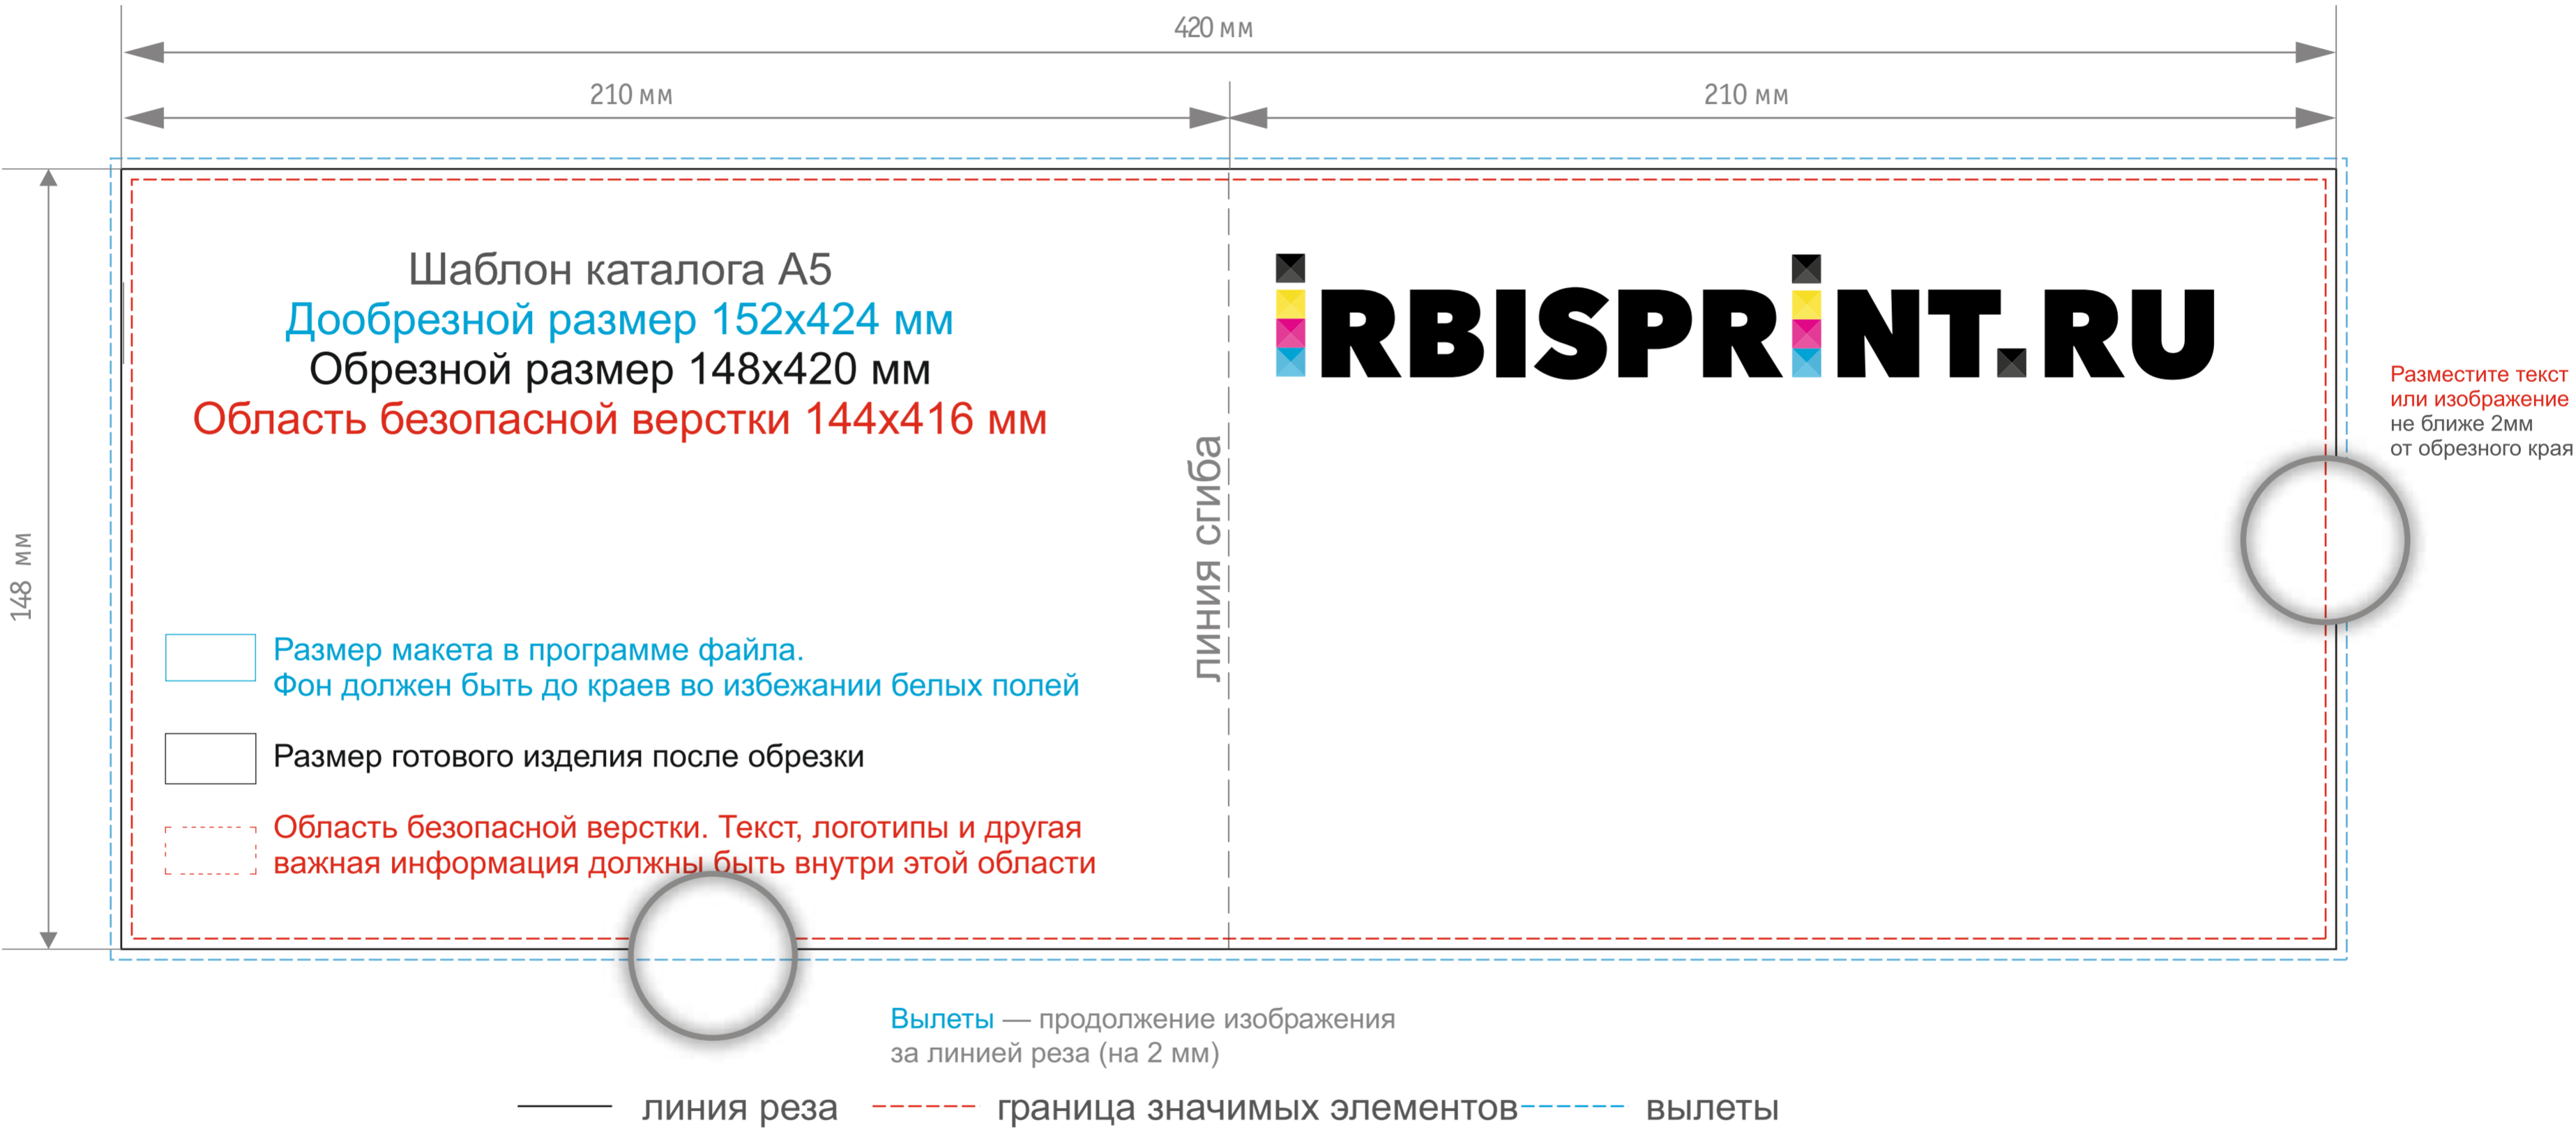 420 мм
210 мм
210 мм
Шаблон каталога А5
Дообрезной размер 152x424 мм
Обрезной размер 148x420 мм
Область безопасной верстки 144x416 мм
iRBISPRiNT.RU
Разместите текст
или изображение
не ближе 2мм
от обрезного края
линия сгиба
148 мм
Размер макета в программе файла.
Фон должен быть до краев во избежании белых полей
Размер готового изделия после обрезки
Область безопасной верстки. Текст, логотипы и другая
важная информация должны быть внутри этой области
Вылеты — продолжение изображения
за линией реза (на 2 мм)
линия реза
граница значимых элементов
вылеты